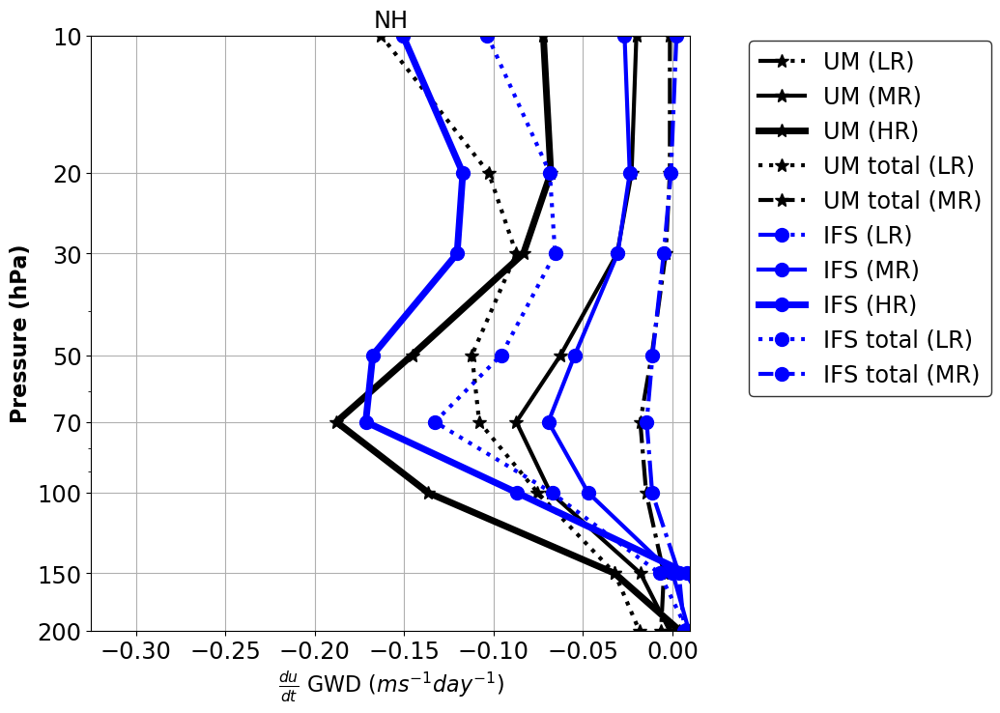 NH
10
20
30
50
70
100
150
200
Pressure (hPa)
−0.30 −0.25 −0.20 −0.15 −0.10 −0.05 0.00
du/dt GWD (ms⁻¹day⁻¹)
UM (LR)
UM (MR)
UM (HR)
UM total (LR)
UM total (MR)
IFS (LR)
IFS (MR)
IFS (HR)
IFS total (LR)
IFS total (MR)